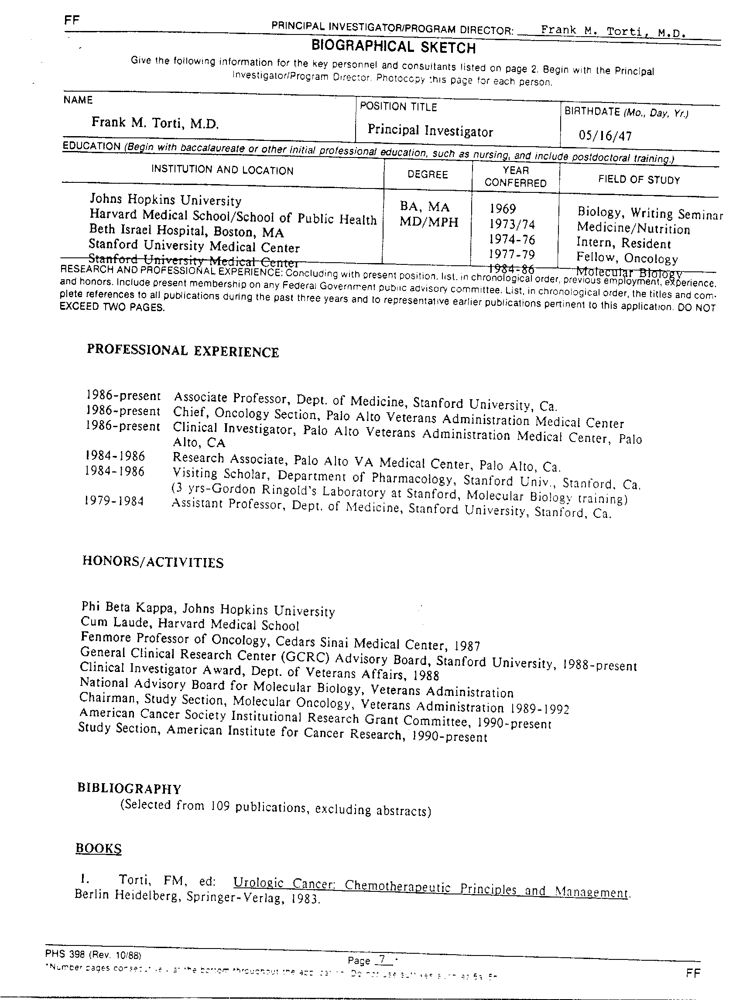 FF
PRINCIPAL INVESTIGATOR/PROGRAM DIRECTOR: Frank M. Torti, M.D.
BIOGRAPHICAL SKETCH
Give the following information for the key personnel and consultants listed on page 2. Begin with the Principal
Investigator/Program Director. Photocopy this page for each person.
NAME
POSITION TITLE
BIRTHDATE (Mo., Day, Yr.)
Frank M. Torti, M.D.
Principal Investigator
05/16/47
EDUCATION (Begin with baccalaureate or other initial professional education, such as nursing, and include postdoctoral training.)
INSTITUTION AND LOCATION DEGREE YEAR CONFERRED FIELD OF STUDY
Johns Hopkins University BA, MA 1969 Biology, Writing Seminar
Harvard Medical School/School of Public Health MD/MPH 1973/74 Medicine/Nutrition
Beth Israel Hospital, Boston, MA 1974-76 Intern, Resident
Stanford University Medical Center 1977-79 Fellow, Oncology
Stanford University Medical Center 1984-86 Molecular Biology
RESEARCH AND PROFESSIONAL EXPERIENCE: Concluding with present position, list, in chronological order, previous employment, experience,
and honors. Include present membership on any Federal Government public advisory committee. List, in chronological order, the titles and com-
plete references to all publications during the past three years and to representative earlier publications pertinent to this application. DO NOT
EXCEED TWO PAGES.
PROFESSIONAL EXPERIENCE
1986-present Associate Professor, Dept. of Medicine, Stanford University, Ca.
1986-present Chief, Oncology Section, Palo Alto Veterans Administration Medical Center
1986-present Clinical Investigator, Palo Alto Veterans Administration Medical Center, Palo
Alto, CA
1984-1986 Research Associate, Palo Alto VA Medical Center, Palo Alto, Ca.
1984-1986 Visiting Scholar, Department of Pharmacology, Stanford Univ., Stanford, Ca.
(3 yrs-Gordon Ringold's Laboratory at Stanford, Molecular Biology training)
1979-1984 Assistant Professor, Dept. of Medicine, Stanford University, Stanford, Ca.
HONORS/ACTIVITIES
Phi Beta Kappa, Johns Hopkins University
Cum Laude, Harvard Medical School
Fenmore Professor of Oncology, Cedars Sinai Medical Center, 1987
General Clinical Research Center (GCRC) Advisory Board, Stanford University, 1988-present
Clinical Investigator Award, Dept. of Veterans Affairs, 1988
National Advisory Board for Molecular Biology, Veterans Administration
Chairman, Study Section, Molecular Oncology, Veterans Administration 1989-1992
American Cancer Society Institutional Research Grant Committee, 1990-present
Study Section, American Institute for Cancer Research, 1990-present
BIBLIOGRAPHY
(Selected from 109 publications, excluding abstracts)
BOOKS
1. Torti, FM, ed: Urologic Cancer: Chemotherapeutic Principles and Management.
Berlin Heidelberg, Springer-Verlag, 1983.
PHS 398 (Rev. 10/88)
Page 7 *
*Number pages at the bottom throughout the
FF